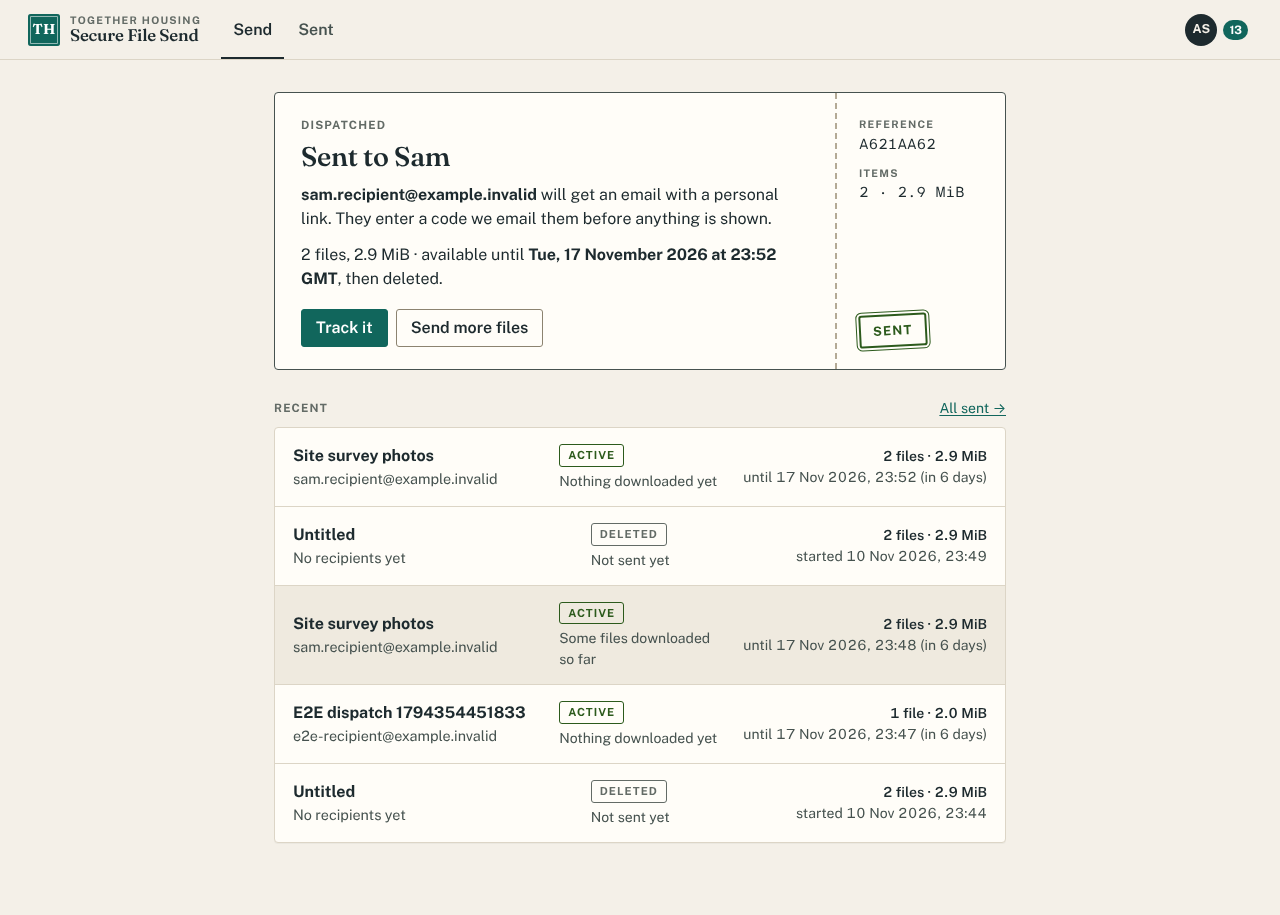 TH
TOGETHER HOUSING
Secure File Send
Send
Sent
AS
13
DISPATCHED
Sent to Sam
sam.recipient@example.invalid will get an email with a personal
link. They enter a code we email them before anything is shown.
2 files, 2.9 MiB · available until Tue, 17 November 2026 at 23:52
GMT, then deleted.
Track it
Send more files
REFERENCE
A621AA62
ITEMS
2 · 2.9 MiB
SENT
RECENT
All sent →
Site survey photos
sam.recipient@example.invalid
ACTIVE
Nothing downloaded yet
2 files · 2.9 MiB
until 17 Nov 2026, 23:52 (in 6 days)
Untitled
No recipients yet
DELETED
Not sent yet
2 files · 2.9 MiB
started 10 Nov 2026, 23:49
Site survey photos
sam.recipient@example.invalid
ACTIVE
Some files downloaded
so far
2 files · 2.9 MiB
until 17 Nov 2026, 23:48 (in 6 days)
E2E dispatch 1794354451833
e2e-recipient@example.invalid
ACTIVE
Nothing downloaded yet
1 file · 2.0 MiB
until 17 Nov 2026, 23:47 (in 6 days)
Untitled
No recipients yet
DELETED
Not sent yet
2 files · 2.9 MiB
started 10 Nov 2026, 23:44